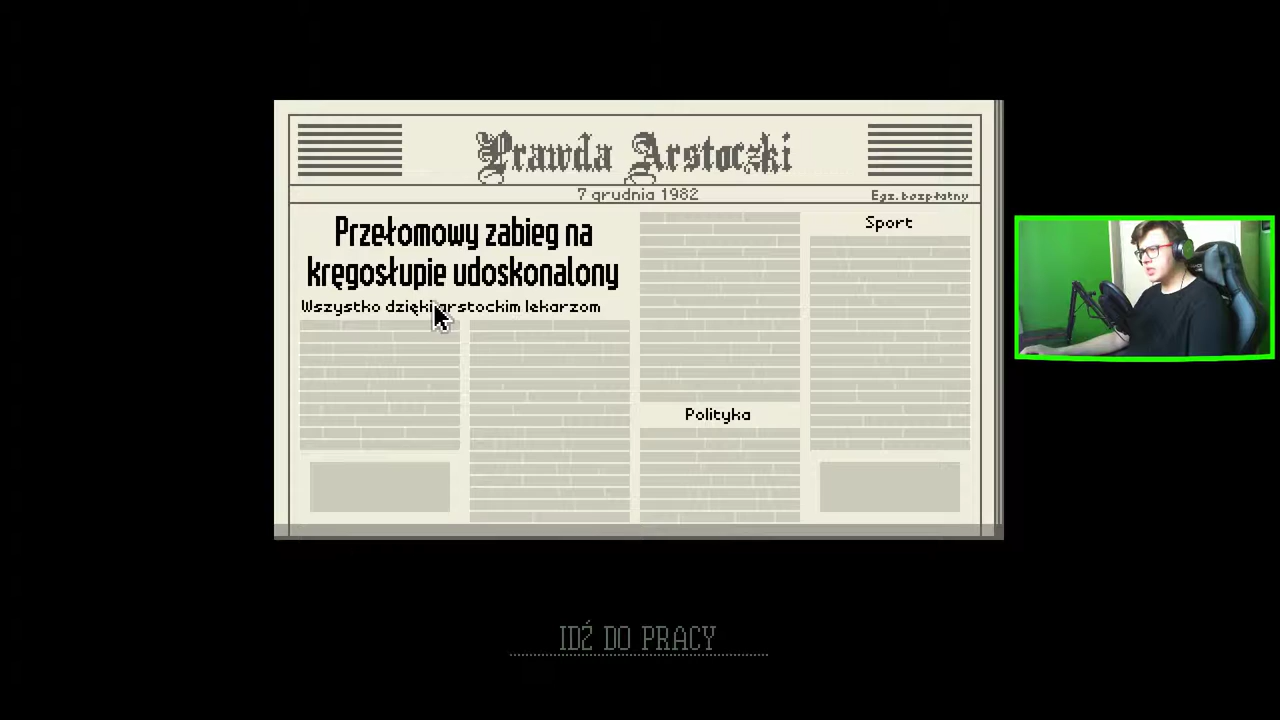 Prawda Arstoczki
7 grudnia 1982
Egz. bezpłatny
Przełomowy zabieg na
kręgosłupie udoskonalony
Wszystko dzięki arstockim lekarzom
Sport
Polityka
IDŹ DO PRACY